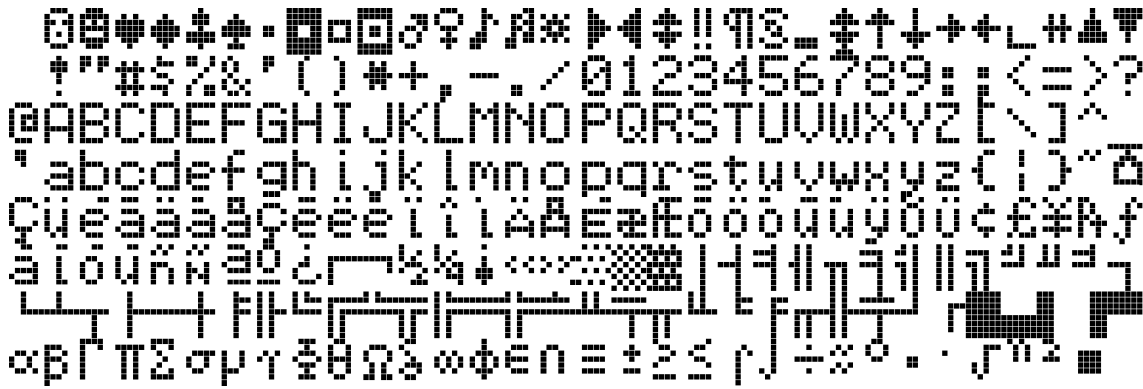 ☺☻♥♦♣♠•◘○◙♂♀♪♫☼►◄↕‼¶§▬↨↑↓→←∟↔▲▼
!"#$%&'()*+,-./0123456789:;<=>?
@ABCDEFGHIJKLMNOPQRSTUVWXYZ[\]^_
`abcdefghijklmnopqrstuvwxyz{|}~⌂
ÇüéâäàåçêëèïîìÄÅÉæÆôöòûùÿÖÜ¢£¥₧ƒ
áíóúñÑªº¿⌐¬½¼¡«»░▒▓│┤╡╢╖╕╣║╗╝╜╛┐
└┴┬├─┼╞╟╚╔╩╦╠═╬╧╨╤╥╙╘╒╓╫╪┘┌█▄▌▐▀
αßΓπΣσµτΦΘΩδ∞φε∩≡±≥≤⌠⌡÷≈°∙·√ⁿ²■